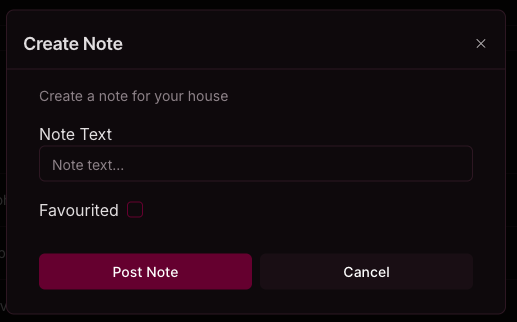 Create Note
Create a note for your house
Note Text
Note text...
Favourited
Post Note
Cancel